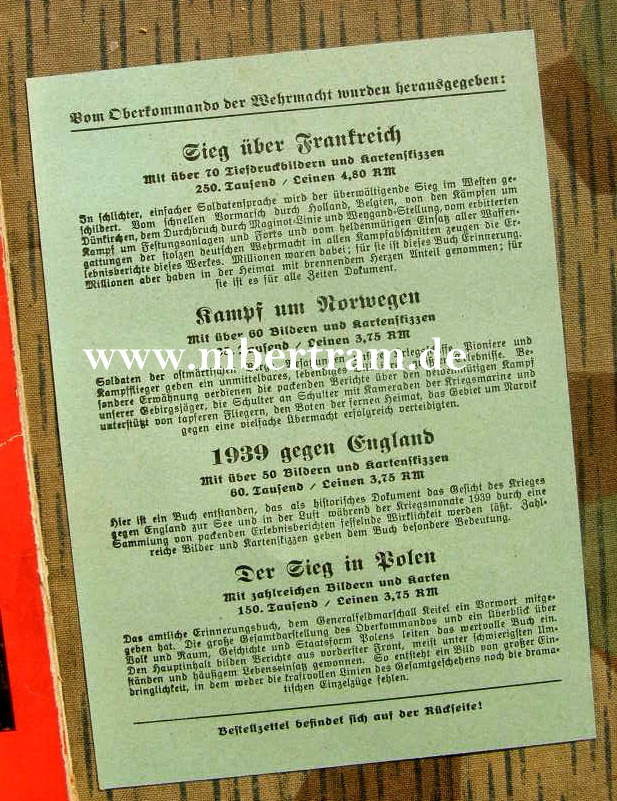 Vom Oberkommando der Wehrmacht wurden herausgegeben:
Sieg über Frankreich
Mit über 70 Tiefdruckbildern und Kartenskizzen
250. Tausend / Leinen 4,80 RM
In schlichter, einfacher Soldatensprache wird der überwältigende Sieg im Westen ge-
schildert. Vom schnellen Vormarsch durch Holland, Belgien, von den Kämpfen um
Dünkirchen, dem Durchbruch durch Maginot-Linie und Weygand-Stellung, vom erbitterten
Kampf um Festungsanlagen und Forts und vom heldenmütigen Einsatz aller Waffen-
gattungen der stolzen deutschen Wehrmacht in allen Kampfabschnitten zeugen die Er-
lebnisberichte dieses Werkes. Millionen waren dabei; für sie ist dieses Buch Erinnerung.
Millionen aber haben in der Heimat mit brennendem Herzen Anteil genommen; für
sie ist es für alle Zeiten Dokument.
Kampf um Norwegen
Mit über 60 Bildern und Kartenskizzen
Tausend / Leinen 3,75 RM
www.mbertram.de
Soldaten der ostmärkischen Pioniere und
Kampfflieger geben ein unmittelbares, lebendiges Be-
sondere Erwähnung verdienen die packenden Berichte über den heldenmütigen Kampf
unserer Gebirgsjäger, die Schulter an Schulter mit Kameraden der Kriegsmarine und
unterstützt von tapferen Fliegern, den Boten der fernen Heimat, das Gebiet um Narvik
gegen eine vielfache Übermacht erfolgreich verteidigten.
1939 gegen England
Mit über 50 Bildern und Kartenskizzen
60. Tausend / Leinen 3,75 RM
Hier ist ein Buch entstanden, das als historisches Dokument das Gesicht des Krieges
gegen England zur See und in der Luft während der Kriegsmonate 1939 durch eine
Sammlung von packenden Erlebnisberichten fesselnde Wirklichkeit werden läßt. Zahl-
reiche Bilder und Kartenskizzen geben dem Buch besondere Bedeutung.
Der Sieg in Polen
Mit zahlreichen Bildern und Karten
150. Tausend / Leinen 3,75 RM
Das amtliche Erinnerungsbuch, dem Generalfeldmarschall Keitel ein Vorwort mitge-
geben hat. Die große Gesamtdarstellung des Oberkommandos und ein Überblick über
Volk und Raum, Geschichte und Staatsform Polens leiten das wertvolle Buch ein.
Den Hauptinhalt bilden Berichte aus vorderster Front, meist unter schwierigsten Um-
ständen und häufigem Lebenseinsatz gewonnen. So entsteht ein Bild von großer Ein-
dringlichkeit, in dem weder die kraftvollen Linien des Gesamtgeschehens noch die drama-
tischen Einzelzüge fehlen.
Bestellzettel befindet sich auf der Rückseite!